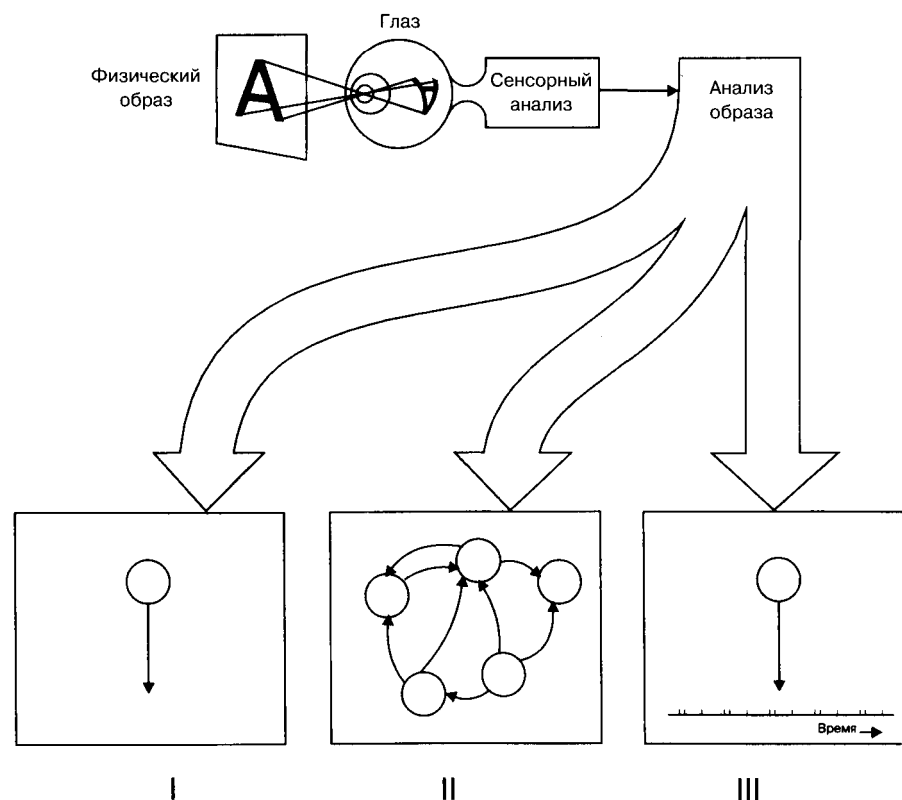 Глаз
Физический
образ
А
Сенсорный
анализ
Анализ
образа
Время
I
II
III